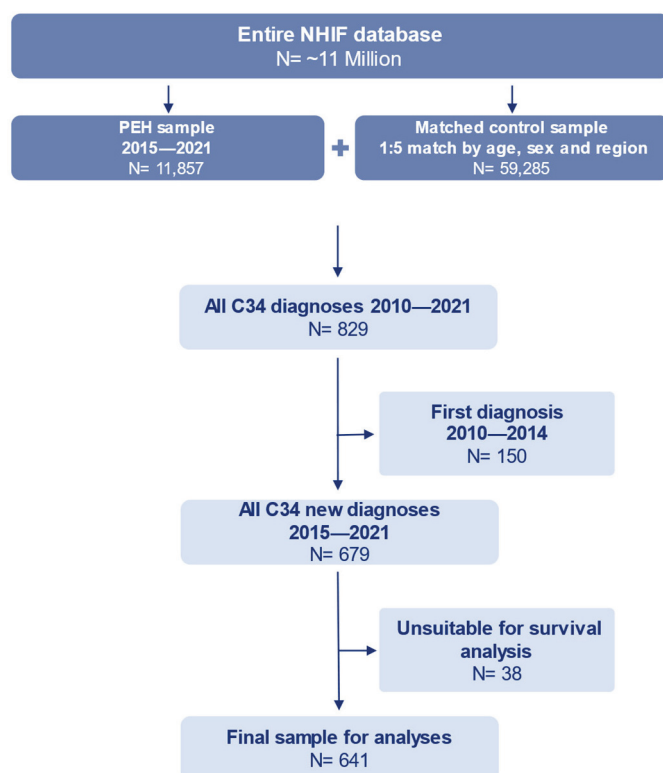 Entire NHIF database
N= ~11 Million
PEH sample
2015—2021
N= 11,857
+
Matched control sample
1:5 match by age, sex and region
N= 59,285
All C34 diagnoses 2010—2021
N= 829
First diagnosis
2010—2014
N= 150
All C34 new diagnoses
2015—2021
N= 679
Unsuitable for survival
analysis
N= 38
Final sample for analyses
N= 641